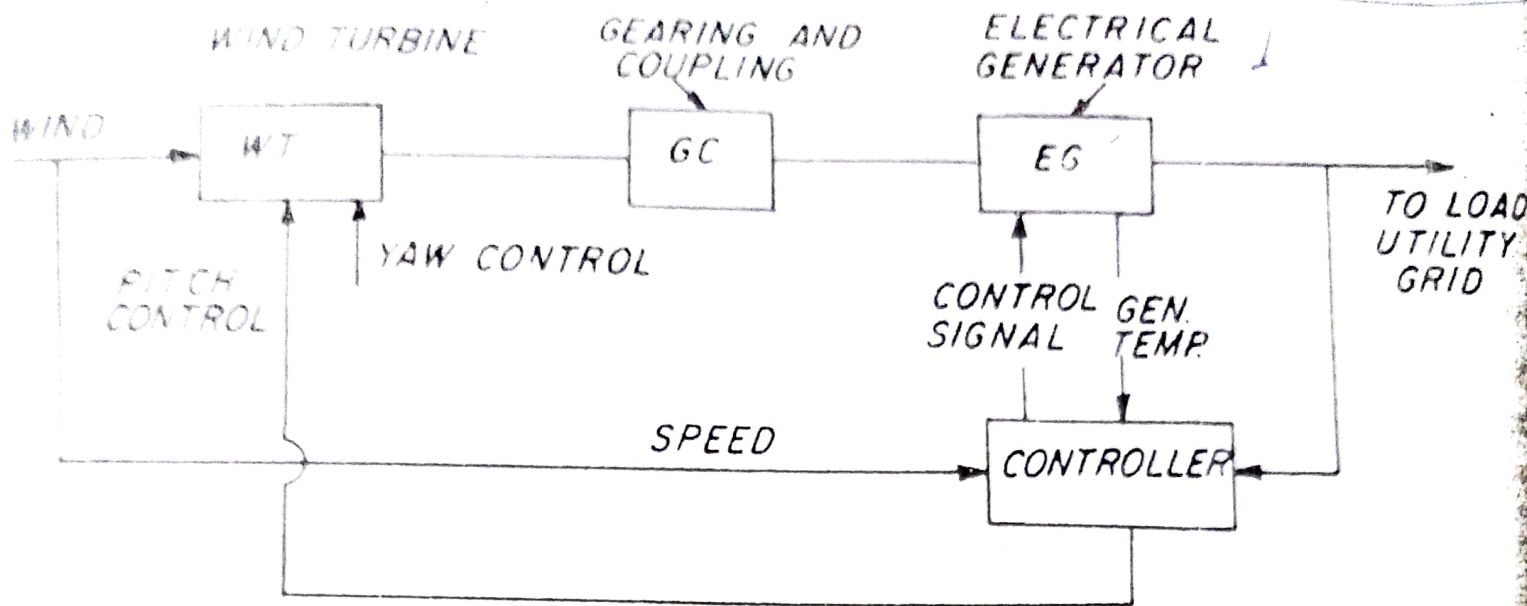 WIND TURBINE
GEARING AND
COUPLING
ELECTRICAL
GENERATOR
WIND
WT
GC
EG
TO LOAD
UTILITY
GRID
YAW CONTROL
PITCH
CONTROL
CONTROL
SIGNAL
GEN.
TEMP.
SPEED
CONTROLLER